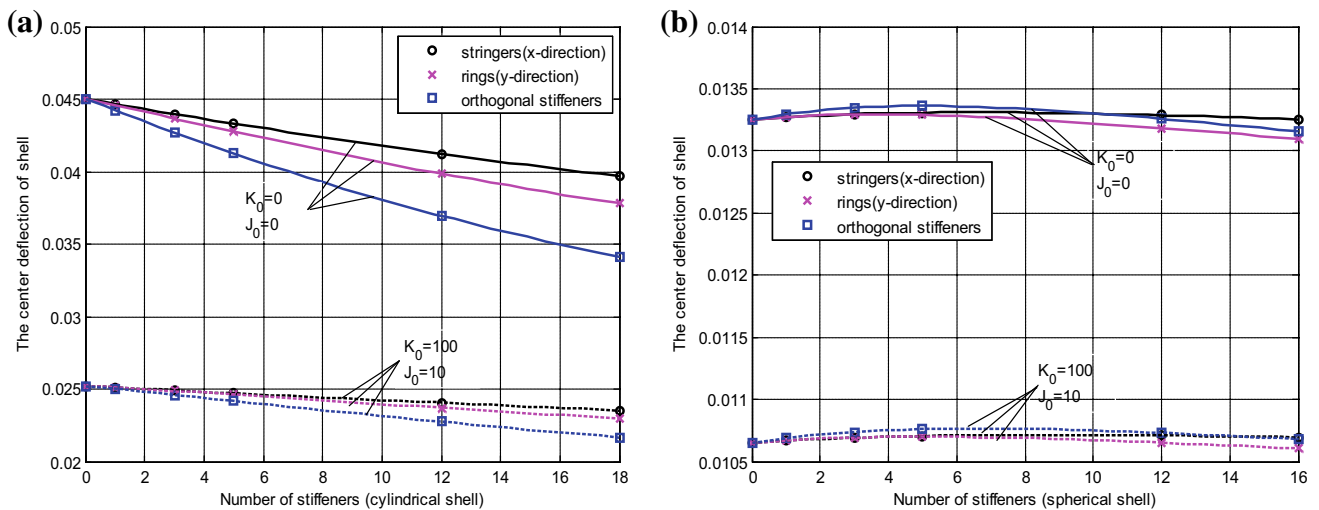 (a)
The center deflection of shell
0.05
0.045
0.04
0.035
0.03
0.025
0.02
stringers(x-direction)
rings(y-direction)
orthogonal stiffeners
K0=0
J0=0
K0=100
J0=10
0 2 4 6 8 10 12 14 16 18
Number of stiffeners (cylindrical shell)
(b)
The center deflection of shell
0.014
0.0135
0.013
0.0125
0.012
0.0115
0.011
0.0105
K0=0
J0=0
stringers(x-direction)
rings(y-direction)
orthogonal stiffeners
K0=100
J0=10
0 2 4 6 8 10 12 14 16
Number of stiffeners (spherical shell)